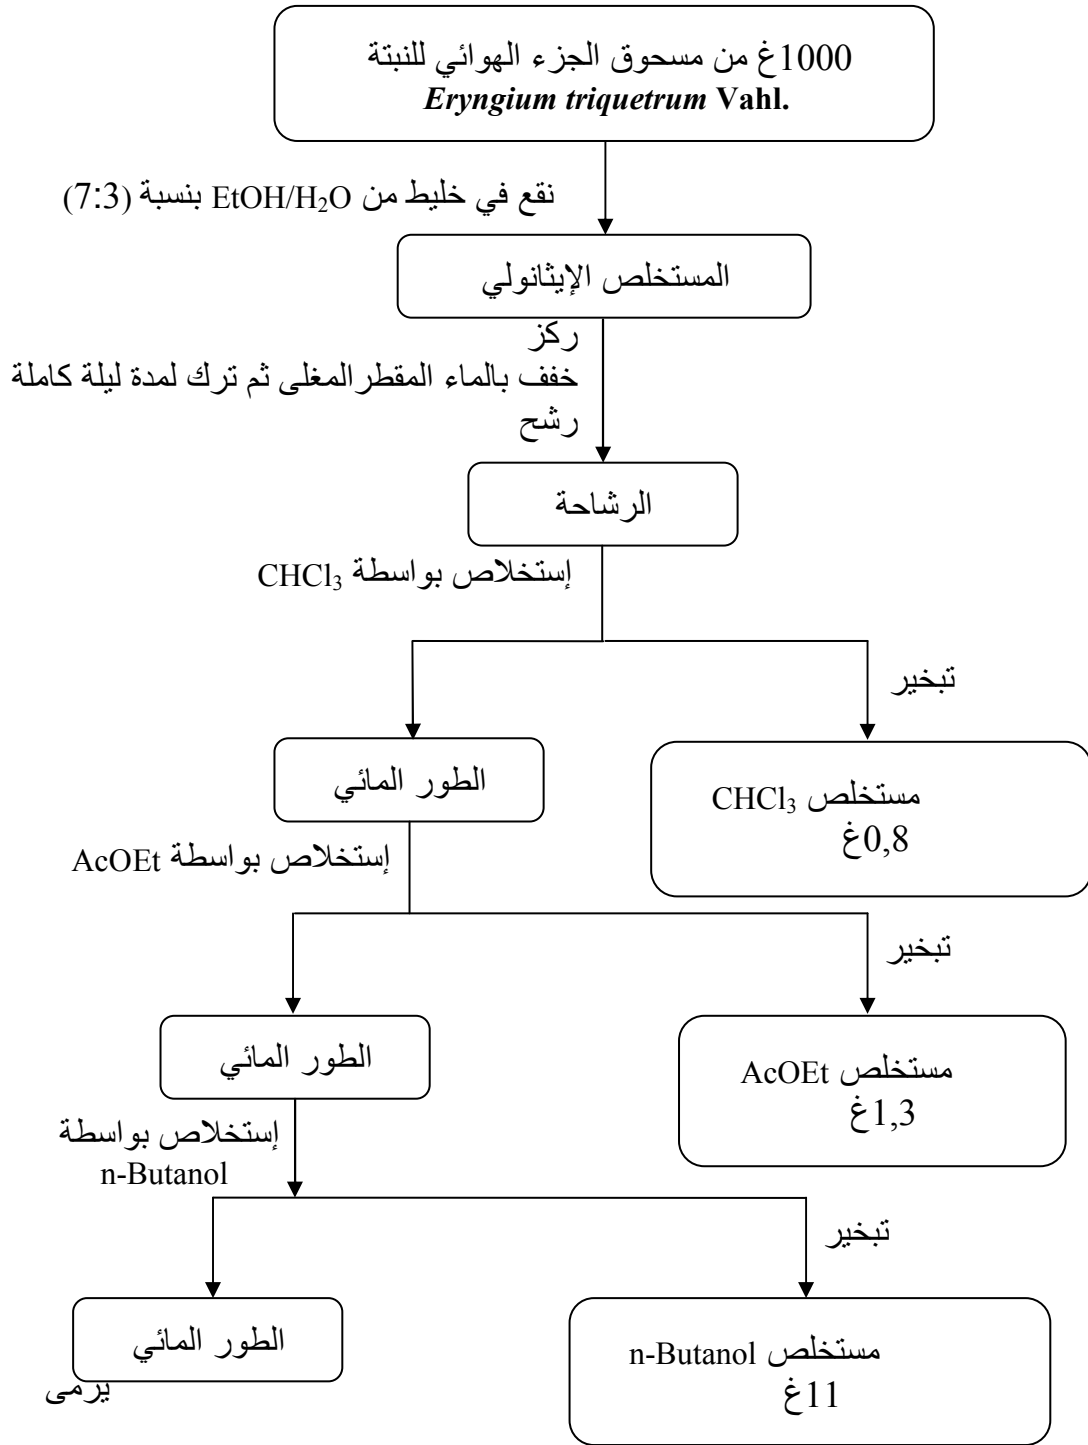 1000غ من مسحوق الجزء الهوائي للنبتة
Eryngium triquetrum Vahl.
نقع في خليط من EtOH/H₂O بنسبة (7:3)
المستخلص الإيثانولي
ركز
خفف بالماء المقطر المغلى ثم ترك لمدة ليلة كاملة
رشح
الرشاحة
إستخلاص بواسطة CHCl₃
تبخير
الطور المائي
مستخلص CHCl₃
0,8غ
إستخلاص بواسطة AcOEt
تبخير
الطور المائي
مستخلص AcOEt
1,3غ
إستخلاص بواسطة
n-Butanol
تبخير
الطور المائي
مستخلص n-Butanol
11غ
يرمى